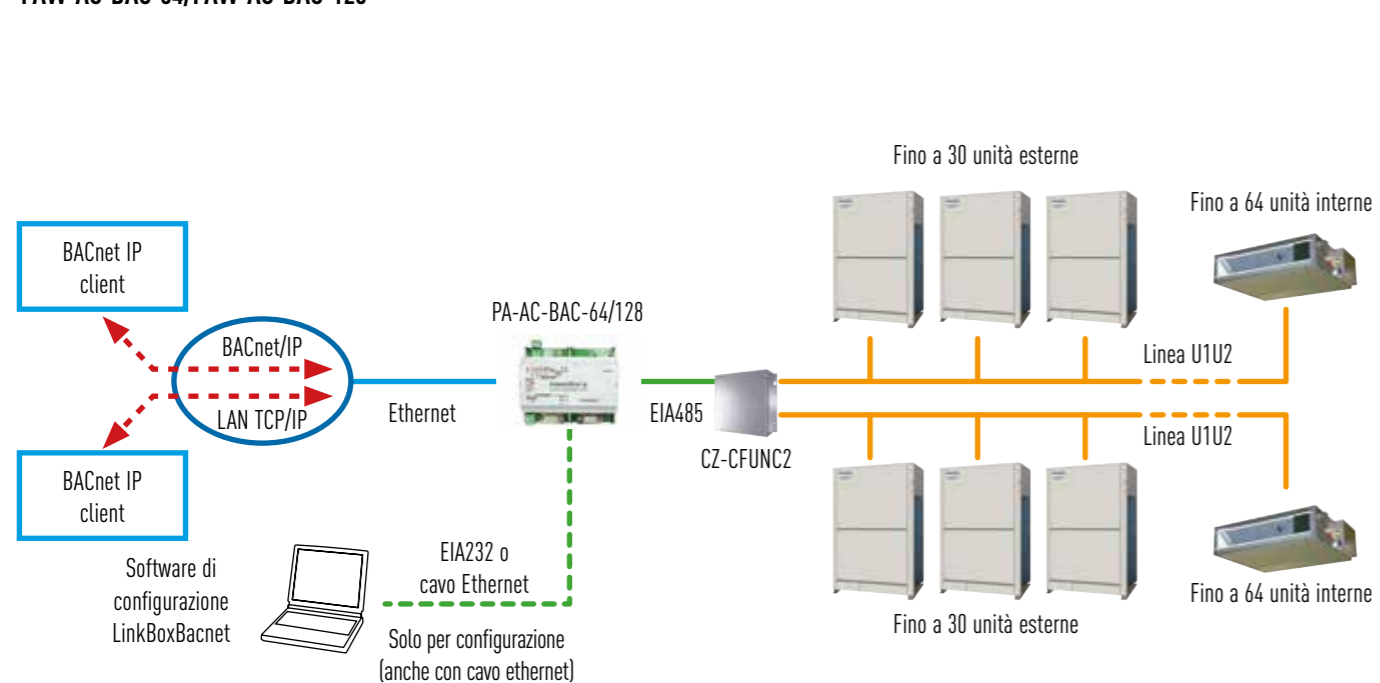 Fino a 30 unità esterne
Fino a 64 unità interne
BACnet IP
client
PA-AC-BAC-64/128
BACnet/IP
Linea U1U2
LAN TCP/IP
Ethernet
EIA485
Linea U1U2
CZ-CFUNC2
BACnet IP
client
EIA232 o
cavo Ethernet
Software di
configurazione
LinkBoxBacnet
Fino a 64 unità interne
Fino a 30 unità esterne
Solo per configurazione
(anche con cavo ethernet)